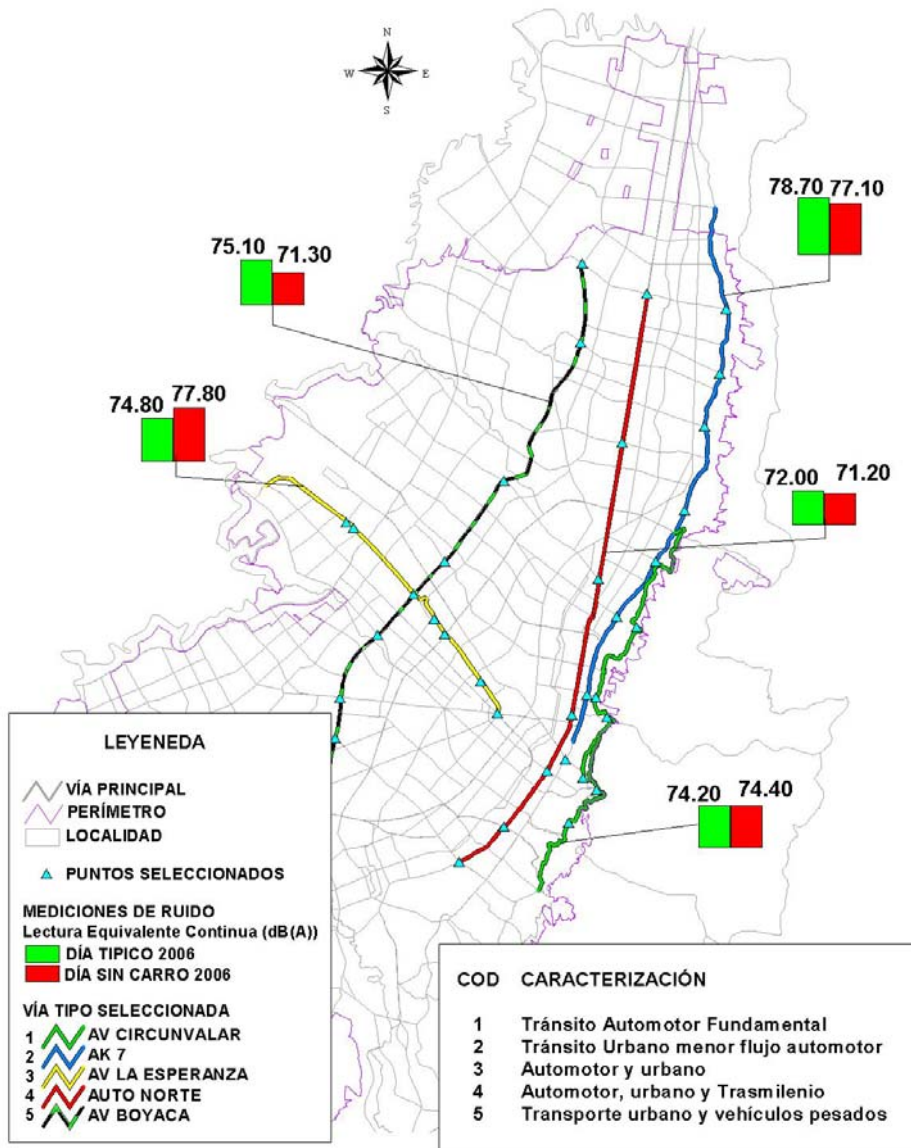 N
W E
S
78.70 77.10
75.10 71.30
74.80 77.80
72.00 71.20
74.20 74.40
LEYENEDA
VÍA PRINCIPAL
PERÍMETRO
LOCALIDAD
PUNTOS SELECCIONADOS
MEDICIONES DE RUIDO
Lectura Equivalente Continua (dB(A))
DÍA TIPICO 2006
DÍA SIN CARRO 2006
VÍA TIPO SELECCIONADA
1 AV CIRCUNVALAR
2 AK 7
3 AV LA ESPERANZA
4 AUTO NORTE
5 AV BOYACA
COD CARACTERIZACIÓN
1 Tránsito Automotor Fundamental
2 Tránsito Urbano menor flujo automotor
3 Automotor y urbano
4 Automotor, urbano y Trasmilenio
5 Transporte urbano y vehículos pesados